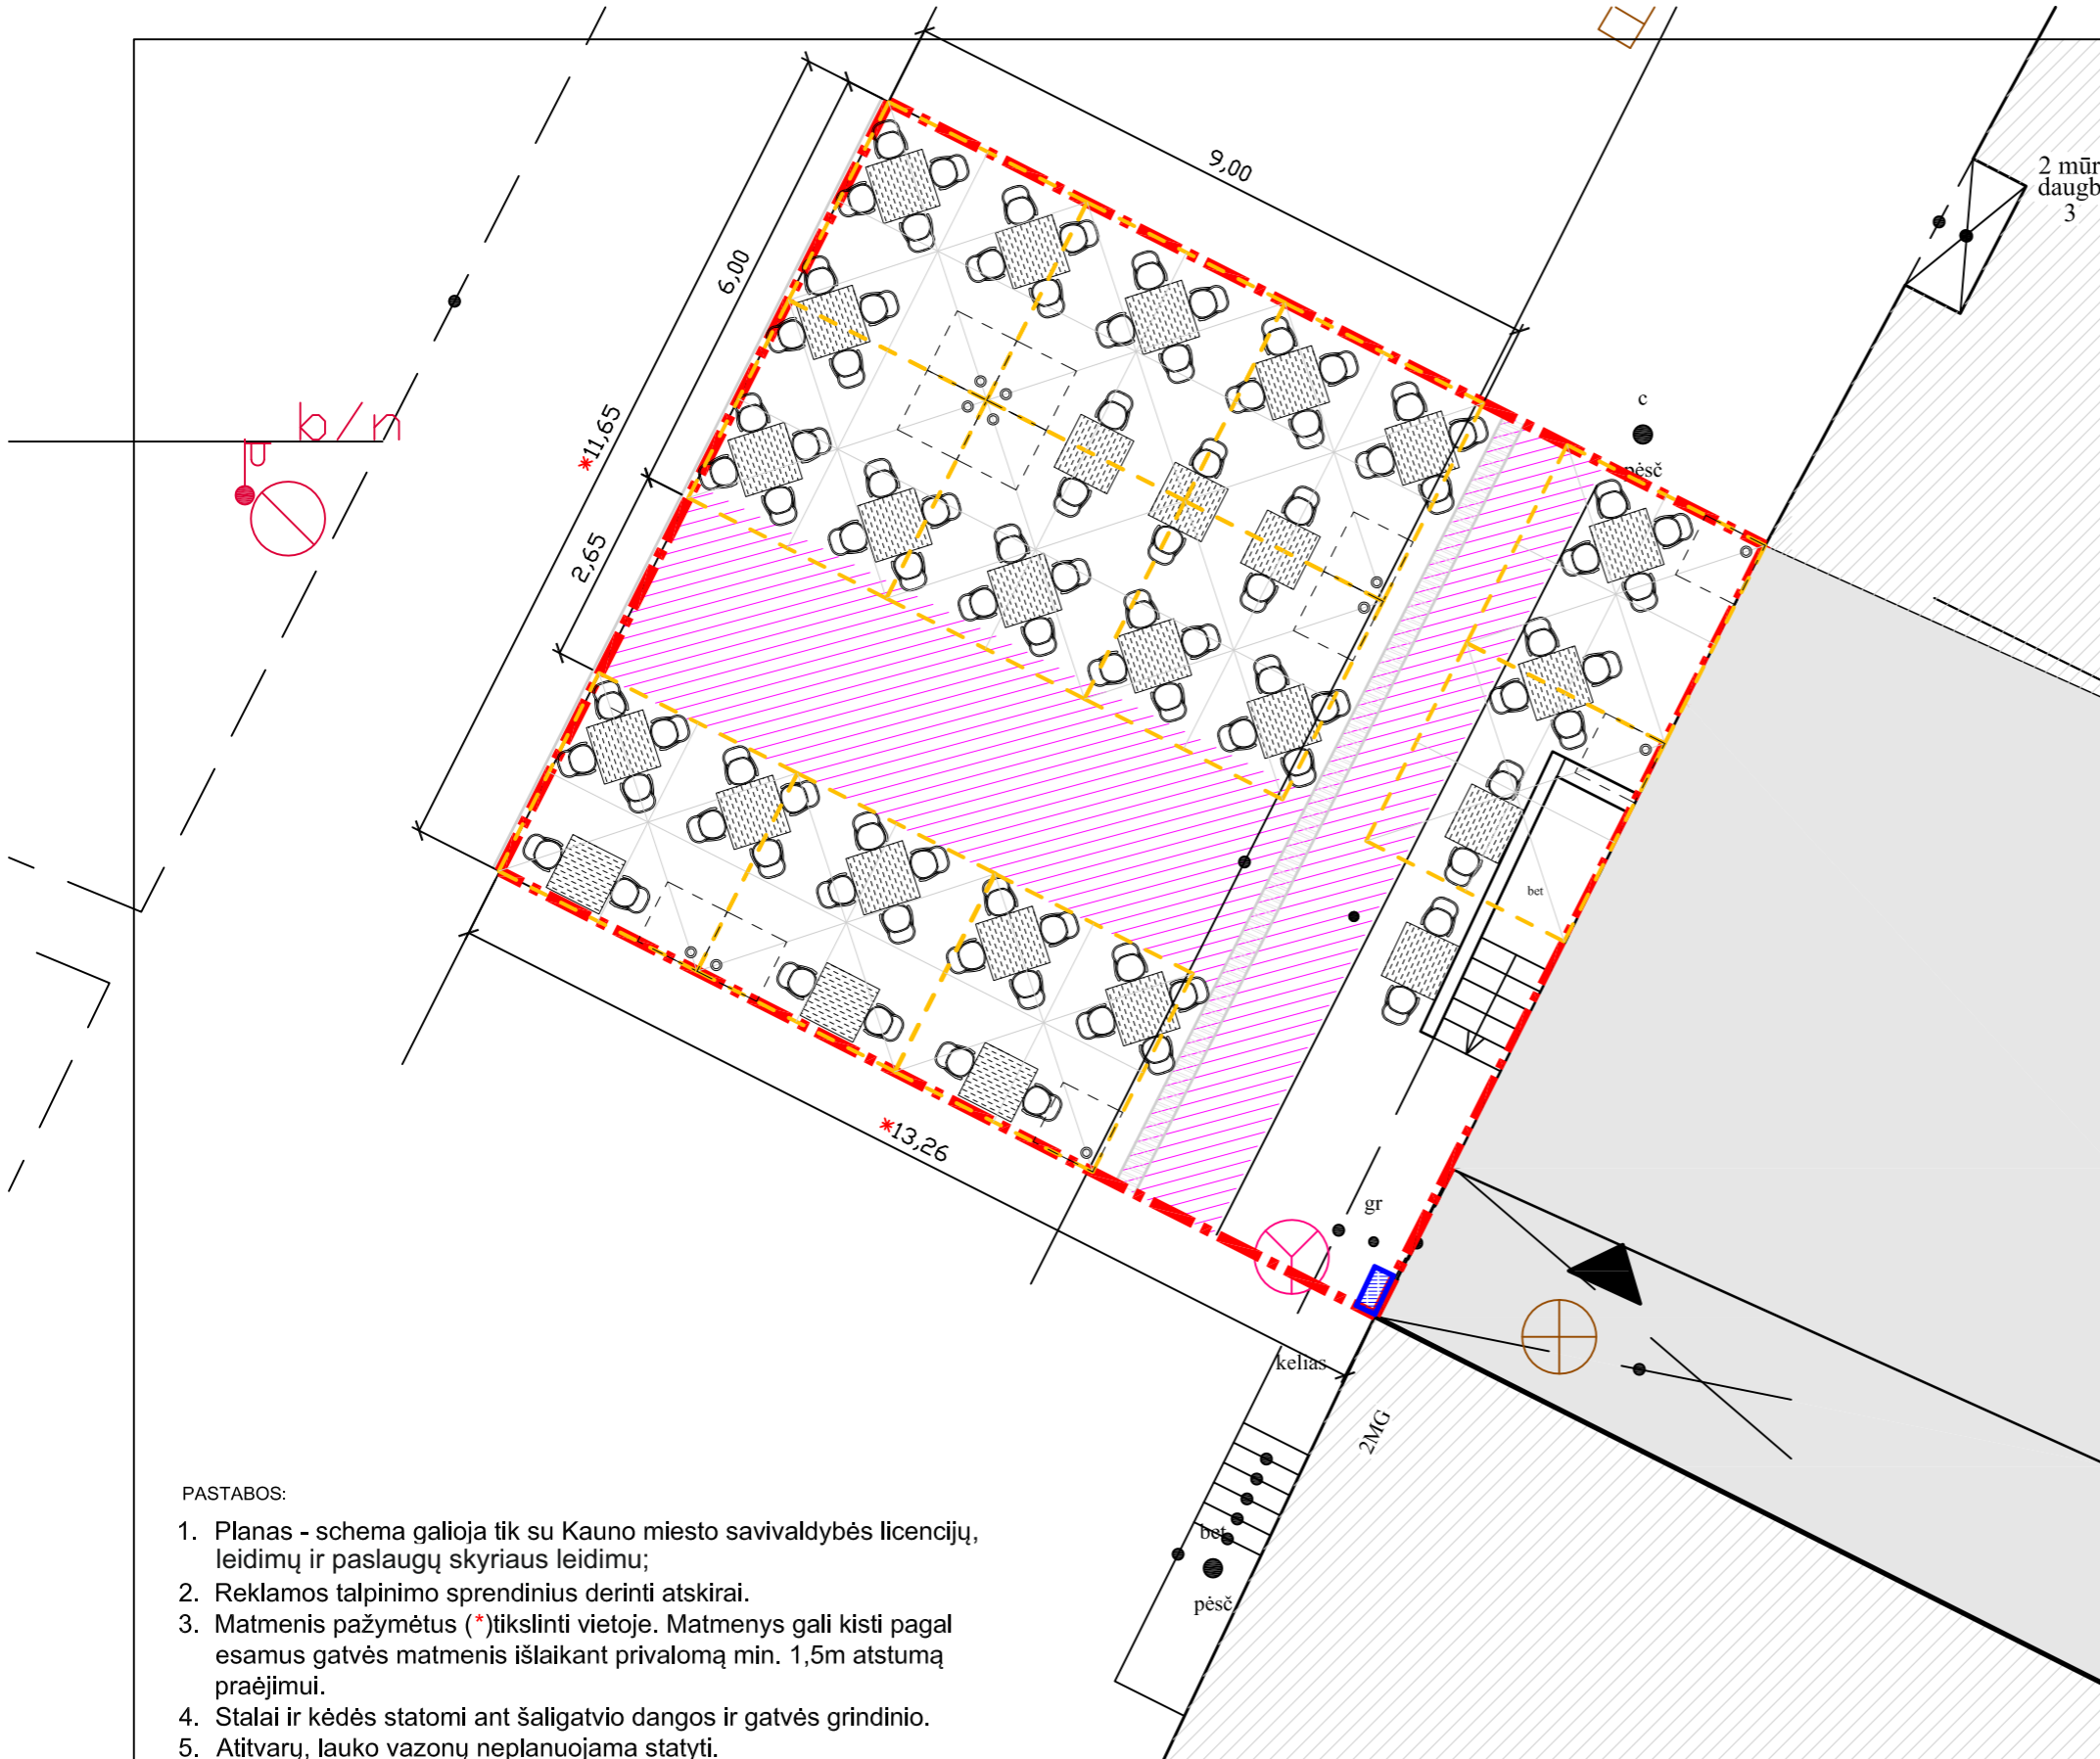 9,00
2 mūr
daugb
3
6,00
c
pėsč
b/n
*11,65
2,65
bet
*13,26
gr
kelias
2MG
bet
pėsč
PASTABOS:
1. Planas - schema galioja tik su Kauno miesto savivaldybės licencijų,
leidimų ir paslaugų skyriaus leidimu;
2. Reklamos talpinimo sprendinius derinti atskirai.
3. Matmenis pažymėtus (*)tikslinti vietoje. Matmenys gali kisti pagal
esamus gatvės matmenis išlaikant privalomą min. 1,5m atstumą
praėjimui.
4. Stalai ir kėdės statomi ant šaligatvio dangos ir gatvės grindinio.
5. Atitvarų, lauko vazonų neplanuojama statyti.